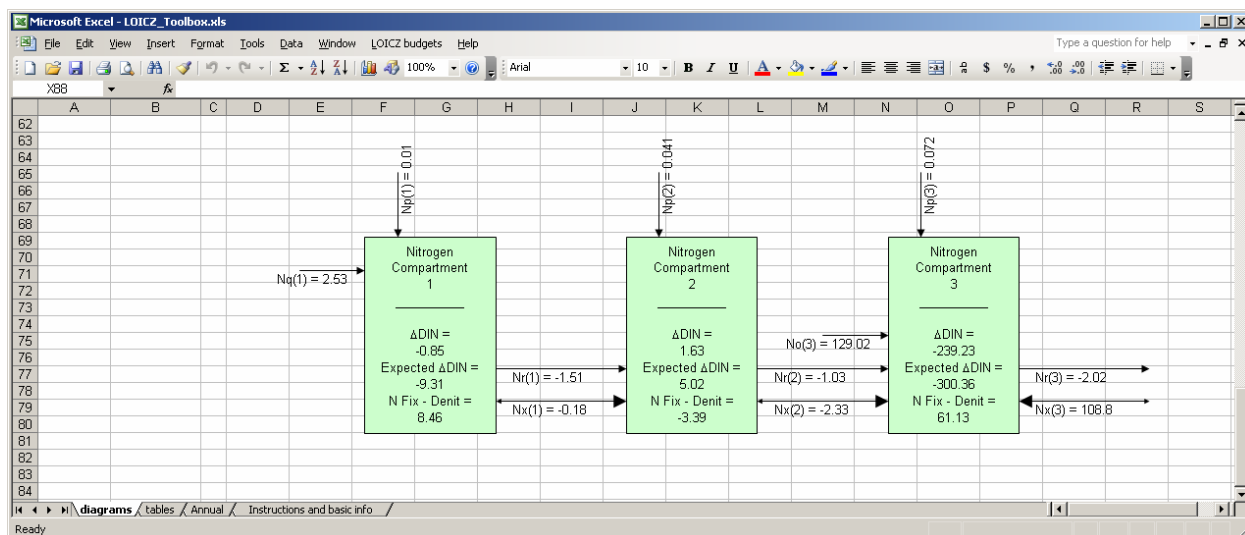 Microsoft Excel - LOICZ_Toolbox.xls
File Edit View Insert Format Tools Data Window LOICZ budgets Help Type a question for help
100% Arial 10 B I U A $ % ,
X88 fx
A B C D E F G H I J K L M N O P Q R S
62
63
64
65
66
67
68
69
70
71
72
73
74
75
76
77
78
79
80
81
82
83
84
Np(1) = 0.01
Np(2) = 0.041
Np(3) = 0.072
Nq(1) = 2.53
Nitrogen
Compartment
1
ΔDIN =
-0.85
Expected ΔDIN =
-9.31
N Fix - Denit =
8.46
Nr(1) = -1.51
Nx(1) = -0.18
Nitrogen
Compartment
2
ΔDIN =
1.63
Expected ΔDIN =
5.02
N Fix - Denit =
-3.39
No(3) = 129.02
Nr(2) = -1.03
Nx(2) = -2.33
Nitrogen
Compartment
3
ΔDIN =
-239.23
Expected ΔDIN =
-300.36
N Fix - Denit =
61.13
Nr(3) = -2.02
Nx(3) = 108.8
diagrams / tables / Annual / Instructions and basic info /
Ready